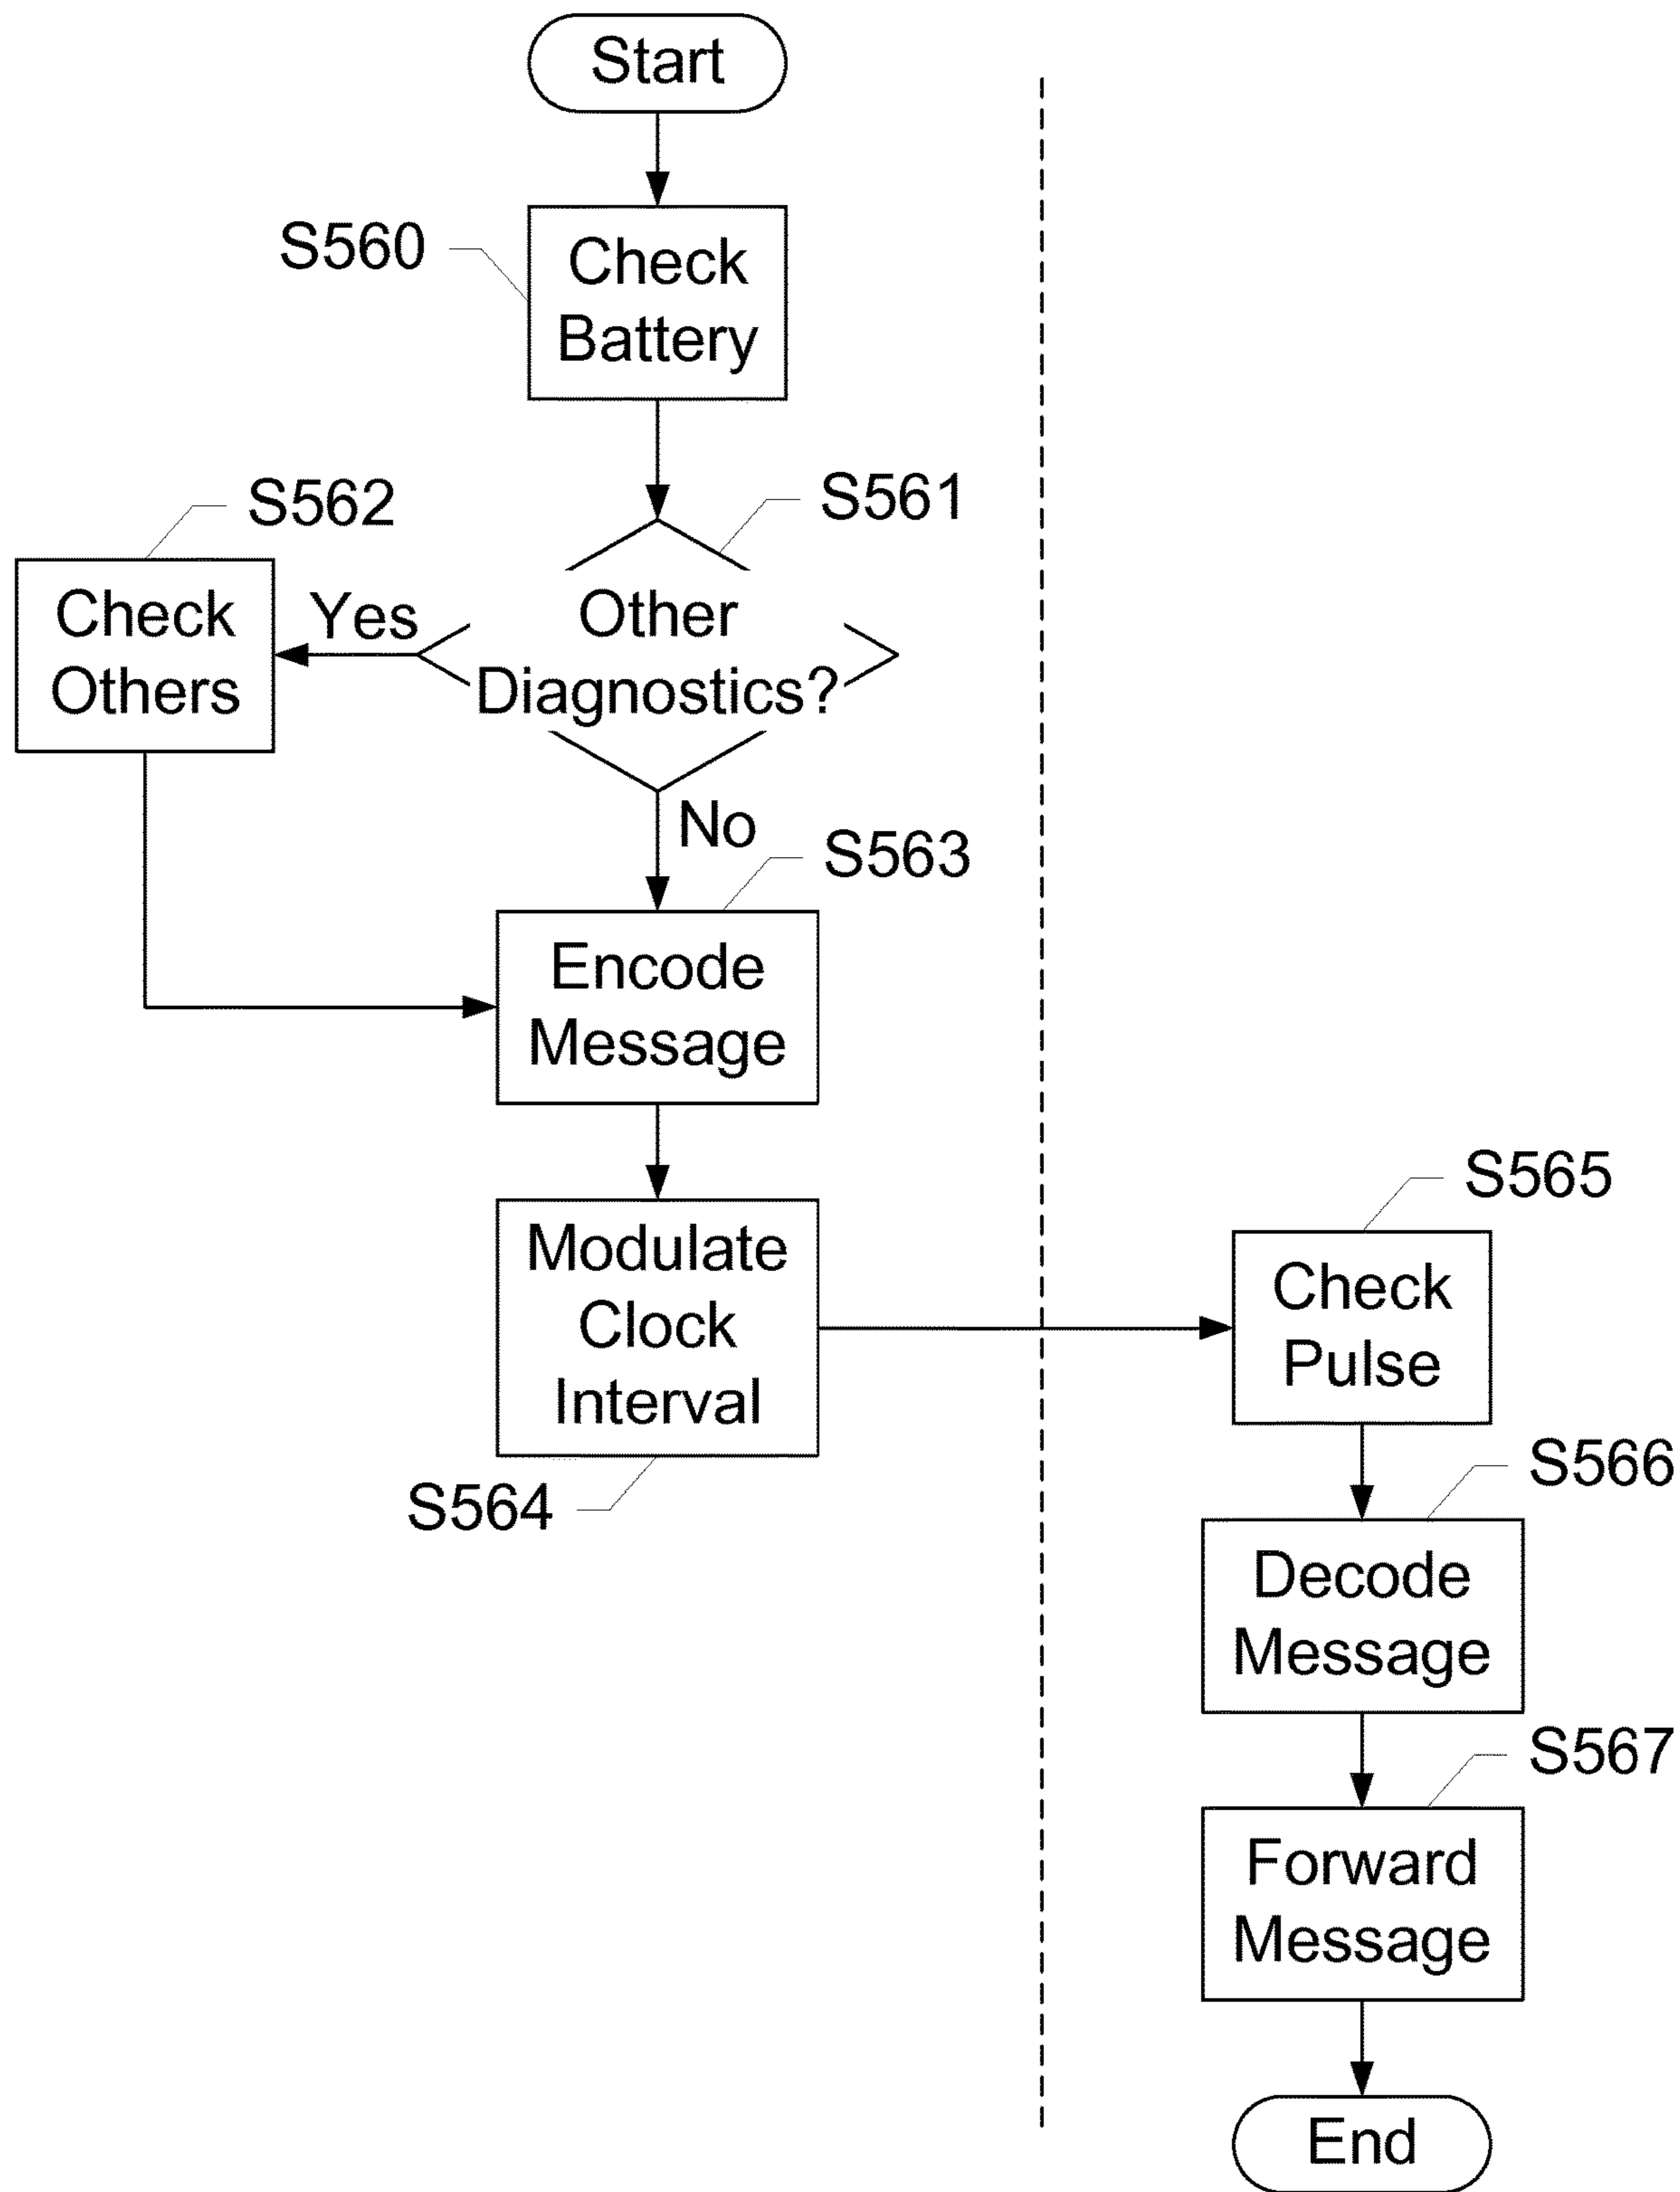 Start
S560
Check
Battery
S561
S562
Check
Others
Yes
Other
Diagnostics?
No
S563
Encode
Message
Modulate
Clock
Interval
S564
S565
Check
Pulse
S566
Decode
Message
S567
Forward
Message
End